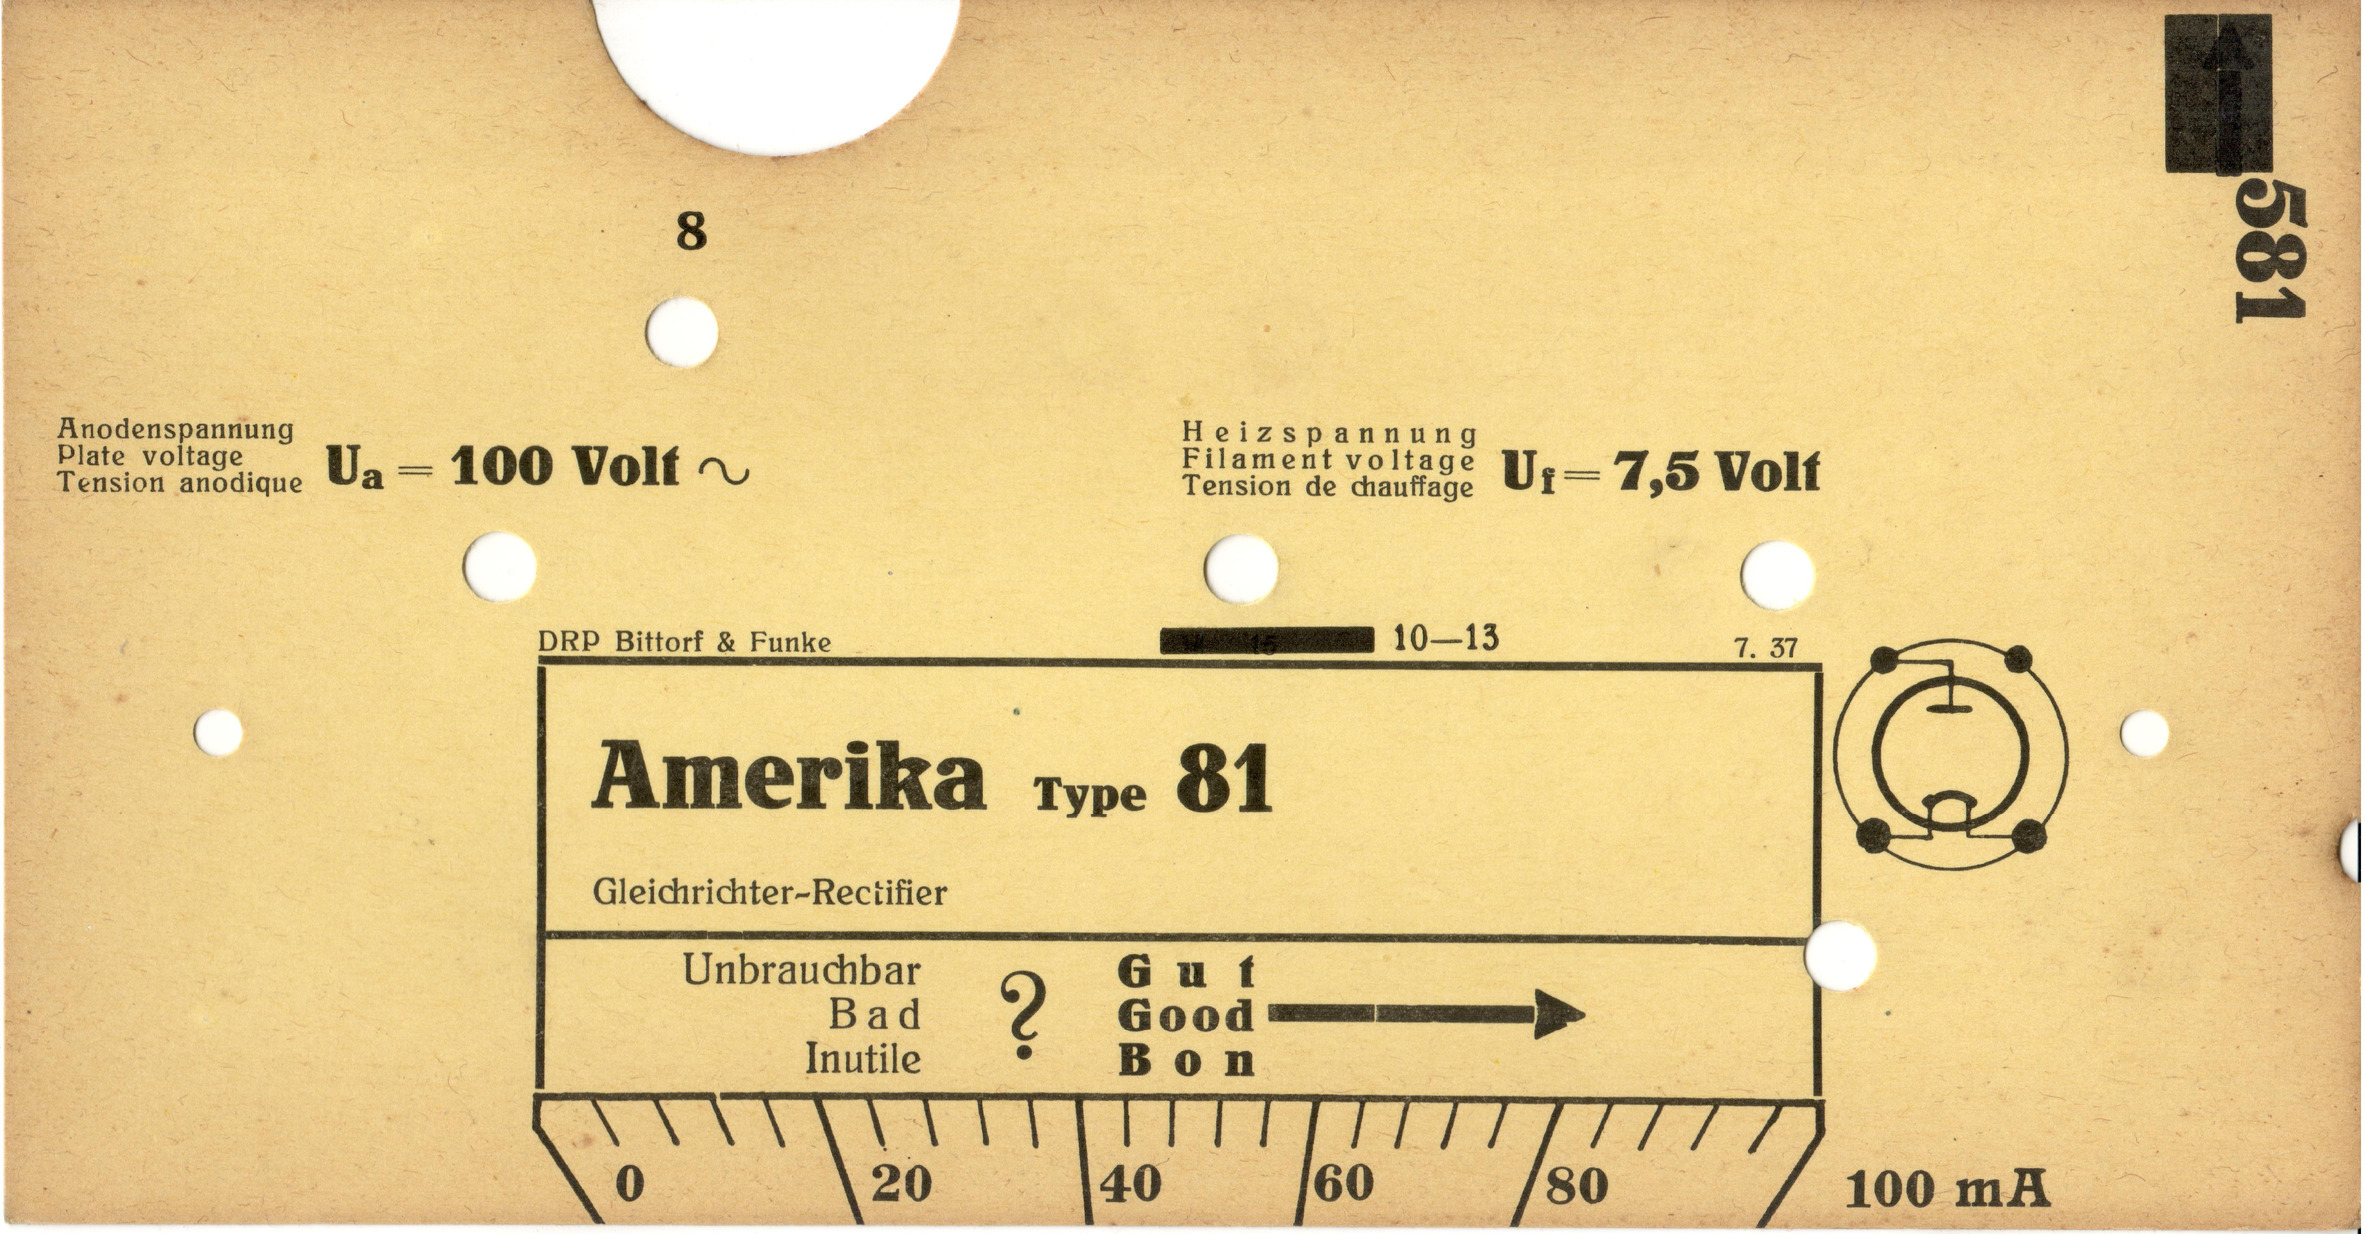 581
8
Anodenspannung
Plate voltage
Tension anodique
Ua = 100 Volt ~
Heizspannung
Filament voltage
Tension de chauffage
Uf = 7,5 Volt
DRP Bittorf & Funke
10—13
7. 37
Amerika Type 81
Gleichrichter-Rectifier
Unbrauchbar
Bad
Inutile
?
Gut
Good
Bon
0 20 40 60 80 100 mA